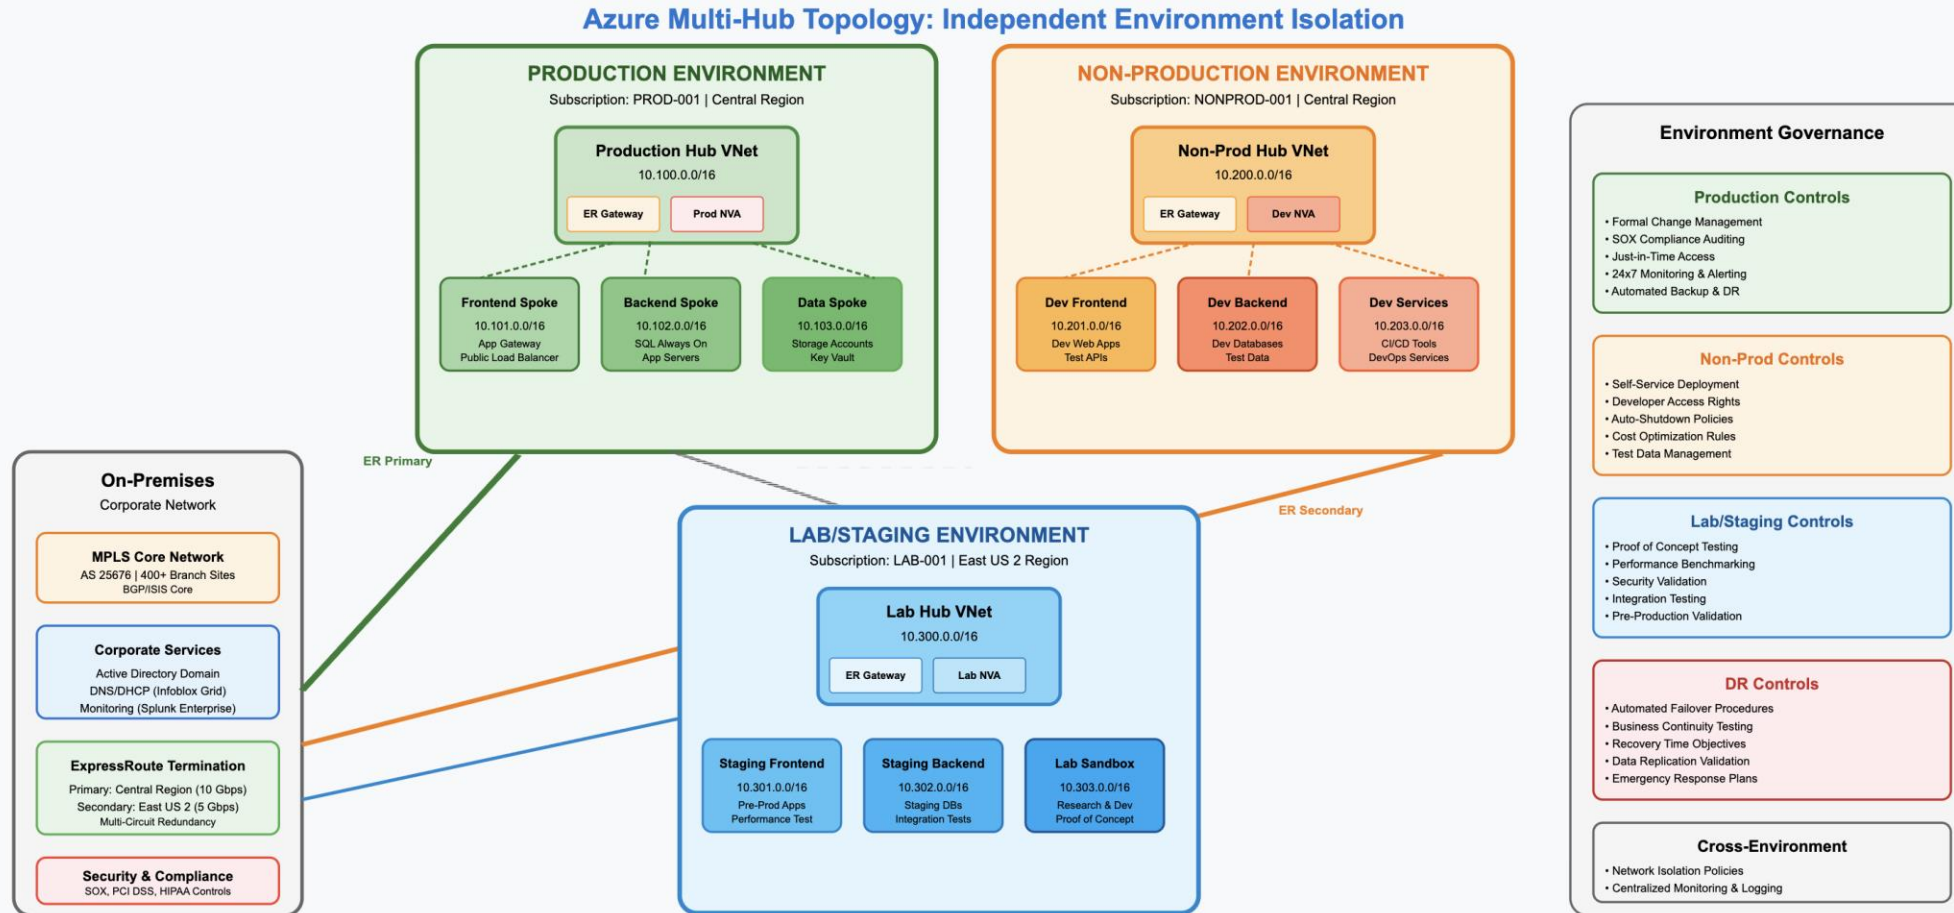 Azure Multi-Hub Topology: Independent Environment Isolation
PRODUCTION ENVIRONMENT
Subscription: PROD-001 | Central Region
Production Hub VNet
10.100.0.0/16
ER Gateway
Prod NVA
Frontend Spoke
10.101.0.0/16
App Gateway
Public Load Balancer
Backend Spoke
10.102.0.0/16
SQL Always On
App Servers
Data Spoke
10.103.0.0/16
Storage Accounts
Key Vault
NON-PRODUCTION ENVIRONMENT
Subscription: NONPROD-001 | Central Region
Non-Prod Hub VNet
10.200.0.0/16
ER Gateway
Dev NVA
Dev Frontend
10.201.0.0/16
Dev Web Apps
Test APIs
Dev Backend
10.202.0.0/16
Dev Databases
Test Data
Dev Services
10.203.0.0/16
CI/CD Tools
DevOps Services
ER Primary
ER Secondary
On-Premises
Corporate Network
MPLS Core Network
AS 25676 | 400+ Branch Sites
BGP/ISIS Core
Corporate Services
Active Directory Domain
DNS/DHCP (Infoblox Grid)
Monitoring (Splunk Enterprise)
ExpressRoute Termination
Primary: Central Region (10 Gbps)
Secondary: East US 2 (5 Gbps)
Multi-Circuit Redundancy
Security & Compliance
SOX, PCI DSS, HIPAA Controls
LAB/STAGING ENVIRONMENT
Subscription: LAB-001 | East US 2 Region
Lab Hub VNet
10.300.0.0/16
ER Gateway
Lab NVA
Staging Frontend
10.301.0.0/16
Pre-Prod Apps
Performance Test
Staging Backend
10.302.0.0/16
Staging DBs
Integration Tests
Lab Sandbox
10.303.0.0/16
Research & Dev
Proof of Concept
Environment Governance
Production Controls
• Formal Change Management
• SOX Compliance Auditing
• Just-in-Time Access
• 24x7 Monitoring & Alerting
• Automated Backup & DR
Non-Prod Controls
• Self-Service Deployment
• Developer Access Rights
• Auto-Shutdown Policies
• Cost Optimization Rules
• Test Data Management
Lab/Staging Controls
• Proof of Concept Testing
• Performance Benchmarking
• Security Validation
• Integration Testing
• Pre-Production Validation
DR Controls
• Automated Failover Procedures
• Business Continuity Testing
• Recovery Time Objectives
• Data Replication Validation
• Emergency Response Plans
Cross-Environment
• Network Isolation Policies
• Centralized Monitoring & Logging